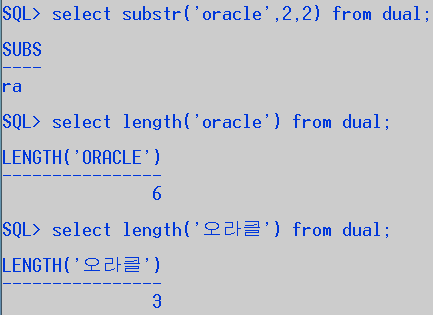 SQL> select substr('oracle',2,2) from dual;
SUBS
----
ra
SQL> select length('oracle') from dual;
LENGTH('ORACLE')
----------------
6
SQL> select length('오라클') from dual;
LENGTH('오라클')
----------------
3